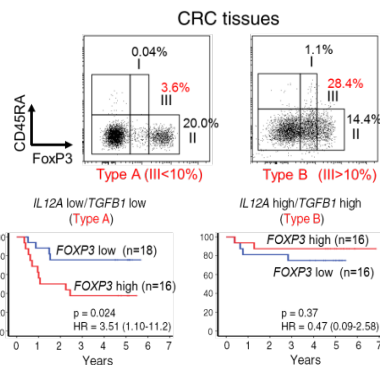 CRC tissues
0.04%
I
3.6%
III
20.0%
II
1.1%
I
28.4%
III
14.4%
II
CD45RA
FoxP3
Type A (III<10%)
Type B (III>10%)
IL12A low/TGFB1 low
(Type A)
IL12A high/TGFB1 high
(Type B)
FOXP3 low (n=18)
FOXP3 high (n=16)
p = 0.024
HR = 3.51 (1.10-11.2)
0 1 2 3 4 5 6 7
Years
100
80
60
40
20
0
FOXP3 high (n=16)
FOXP3 low (n=16)
p = 0.37
HR = 0.47 (0.09-2.58)
0 1 2 3 4 5 6 7
Years